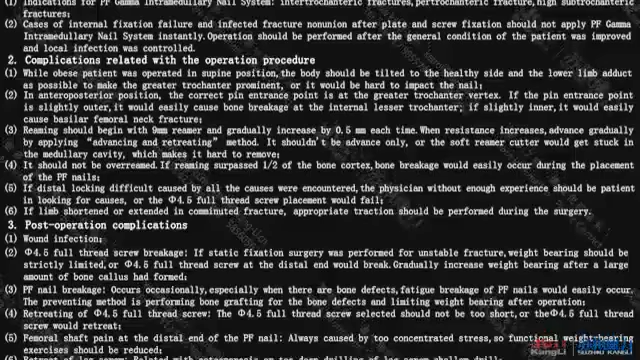 (1) Indications for PF Gamma Intramedullary Nail System: intertrochanteric fractures, pertrochanteric fracture, high subtrochanteric
fractures;
(2) Cases of internal fixation failure and infected fracture nonunion after plate and screw fixation should not apply PF Gamma
Intramedullary Nail System instantly. Operation should be performed after the general condition of the patient was improved
and local infection was controlled.
2. Complications related with the operation procedure
(1) While obese patient was operated in supine position, the body should be tilted to the healthy side and the lower limb adduct
as possible to make the greater trochanter prominent, or it would be hard to impact the nail;
(2) In anteroposterior position, the correct pin entrance point is at the greater trochanter vertex. If the pin entrance point
is slightly outer, it would easily cause bone breakage at the internal lesser trochanter; if slightly inner, it would easily
cause basilar femoral neck fracture;
(3) Reaming should begin with 9mm reamer and gradually increase by 0.5 mm each time. When resistance increases, advance gradually
by applying "advancing and retreating" method. It shouldn't be advance only, or the soft reamer cutter would get stuck in
the medullary cavity, which makes it hard to remove;
(4) It should not be overreamed. If reaming surpassed 1/2 of the bone cortex, bone breakage would easily occur during the placement
of the PF nails;
(5) If distal locking difficult caused by all the causes were encountered, the physician without enough experience should be patient
in looking for causes, or the Φ4.5 full thread screw placement would fail;
(6) If limb shortened or extended in comminuted fracture, appropriate traction should be performed during the surgery.
3. Post-operation complications
(1) Wound infection;
(2) Φ4.5 full thread screw breakage: If static fixation surgery was performed for unstable fracture, weight bearing should be
strictly limited, or Φ4.5 full thread screw at the distal end would break. Gradually increase weight bearing after a large
amount of bone callus had formed;
(3) PF nail breakage: Occurs occasionally, especially when there are bone defects, fatigue breakage of PF nails would easily occur.
The preventing method is performing bone grafting for the bone defects and limiting weight bearing after operation;
(4) Retreating of Φ4.5 full thread screw: The Φ4.5 full thread screw selected should not be too short, or the Φ4.5 full thread
screw would retreat;
(5) Femoral shaft pain at the distal end of the PF nail: Always caused by too concentrated stress, so functional weight-bearing
exercises should be reduced;